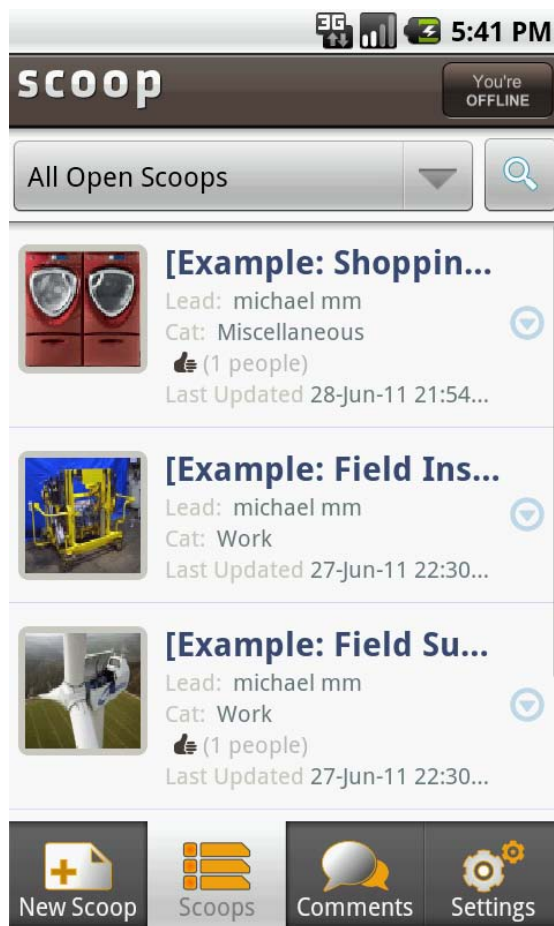 3G
5:41 PM
scoop
You're
OFFLINE
All Open Scoops
[Example: Shoppin...
Lead: michael mm
Cat: Miscellaneous
(1 people)
Last Updated 28-Jun-11 21:54...
[Example: Field Ins...
Lead: michael mm
Cat: Work
Last Updated 27-Jun-11 22:30...
[Example: Field Su...
Lead: michael mm
Cat: Work
(1 people)
Last Updated 27-Jun-11 22:30...
New Scoop
Scoops
Comments
Settings